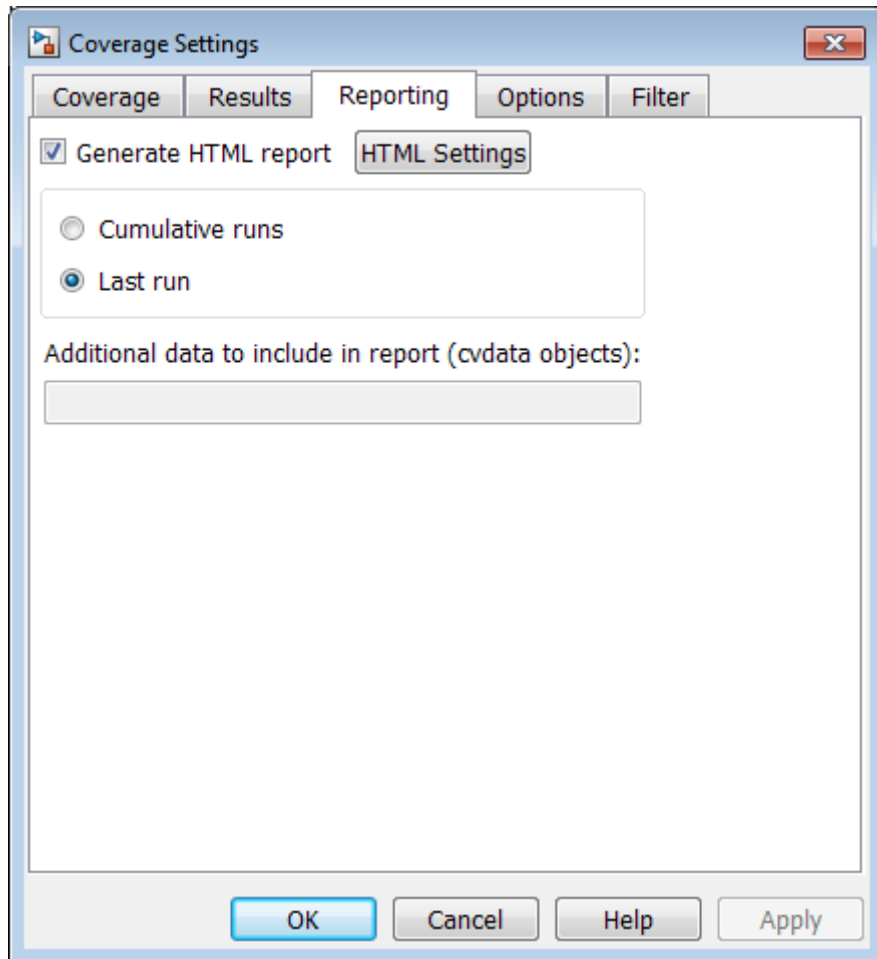 Coverage Settings
Coverage Results Reporting Options Filter
Generate HTML report HTML Settings
Cumulative runs
Last run
Additional data to include in report (cvdata objects):
OK Cancel Help Apply